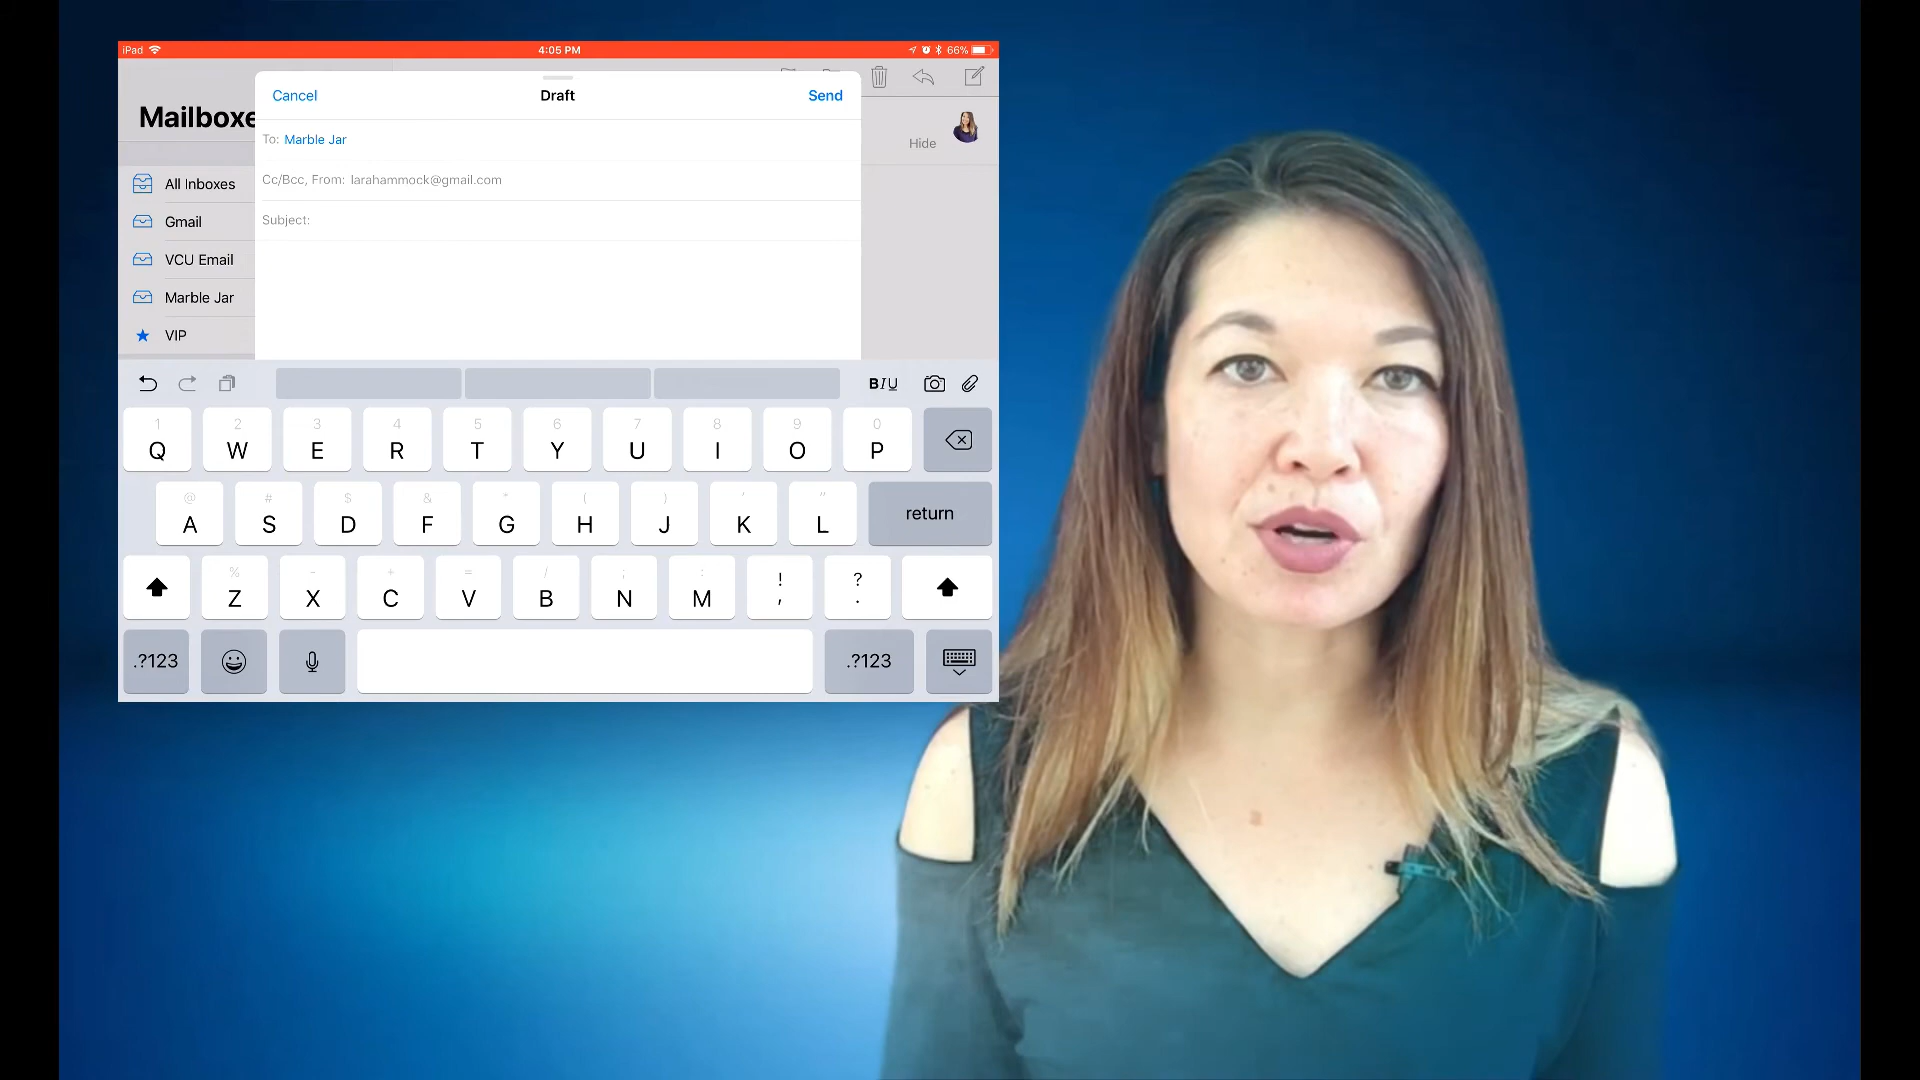 iPad 4:05 PM 66%
Cancel Draft Send
Mailboxe
To: Marble Jar
Hide
Cc/Bcc, From: larahammock@gmail.com
All Inboxes
Subject:
Gmail
VCU Email
Marble Jar
VIP
BIU
1 2 3 4 5 6 7 8 9 0
Q W E R T Y U I O P
@ # $ & * ( ) ' "
A S D F G H J K L return
% - + = / ; : ! ?
Z X C V B N M , .
.?123 .?123